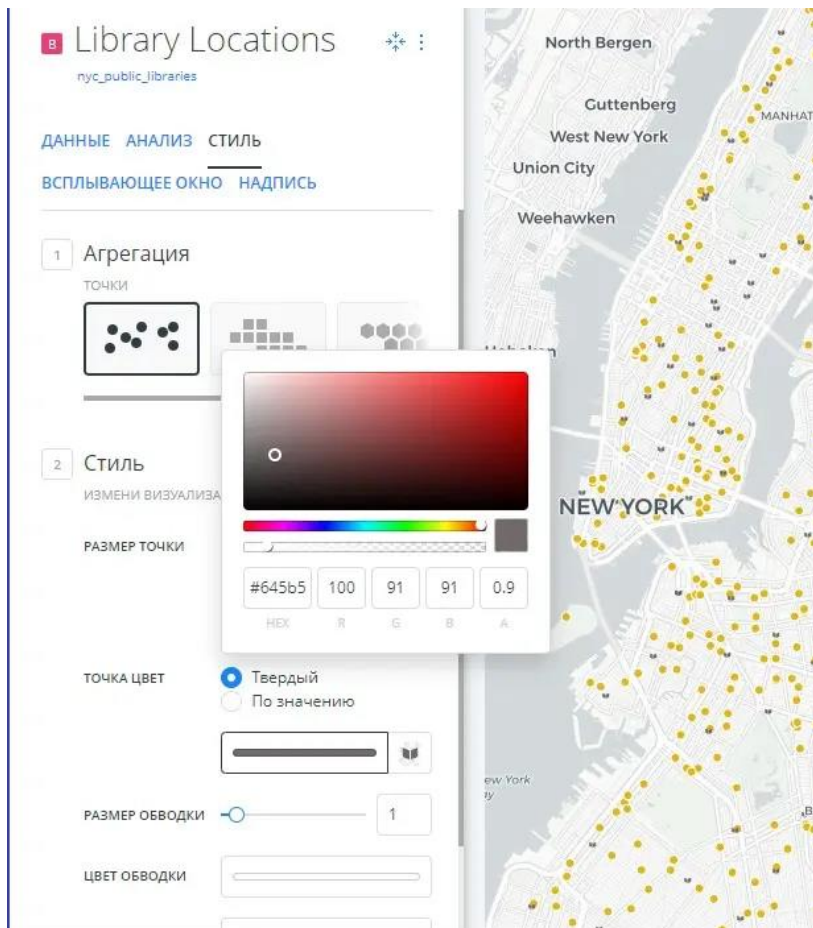 B Library Locations
nyc_public_libraries
ДАННЫЕ АНАЛИЗ СТИЛЬ
ВСПЛЫВАЮЩЕЕ ОКНО НАДПИСЬ
1 Агрегация
ТОЧКИ
2 Стиль
ИЗМЕНИ ВИЗУАЛИЗА
РАЗМЕР ТОЧКИ
#645b5 100 91 91 0.9
HEX R G B A
ТОЧКА ЦВЕТ Твердый
По значению
РАЗМЕР ОБВОДКИ 1
ЦВЕТ ОБВОДКИ
North Bergen
Guttenberg
MANHAT
West New York
Union City
Weehawken
NEW YORK
ew York
ay